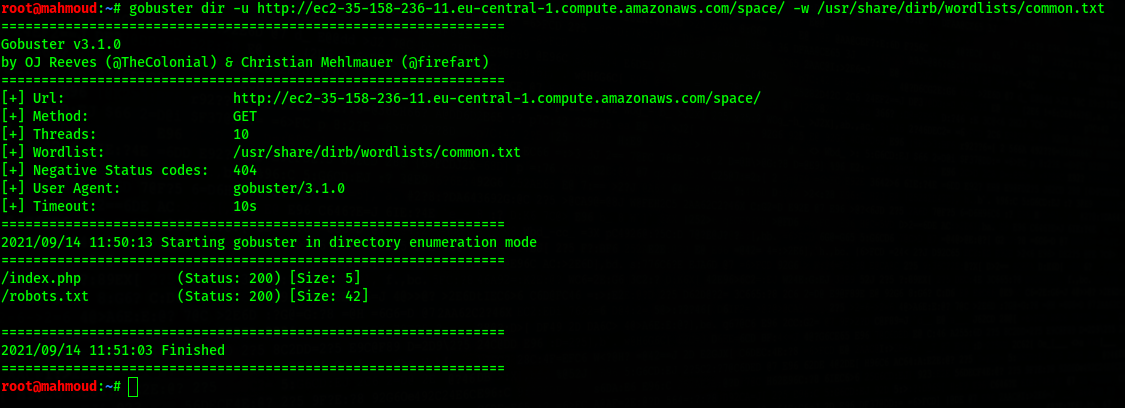 root@mahmoud:~# gobuster dir -u http://ec2-35-158-236-11.eu-central-1.compute.amazonaws.com/space/ -w /usr/share/dirb/wordlists/common.txt
===============================================================
Gobuster v3.1.0
by OJ Reeves (@TheColonial) & Christian Mehlmauer (@firefart)
===============================================================
[+] Url:                     http://ec2-35-158-236-11.eu-central-1.compute.amazonaws.com/space/
[+] Method:                  GET
[+] Threads:                 10
[+] Wordlist:                /usr/share/dirb/wordlists/common.txt
[+] Negative Status codes:   404
[+] User Agent:              gobuster/3.1.0
[+] Timeout:                 10s
===============================================================
2021/09/14 11:50:13 Starting gobuster in directory enumeration mode
===============================================================
/index.php            (Status: 200) [Size: 5]
/robots.txt           (Status: 200) [Size: 42]
===============================================================
2021/09/14 11:51:03 Finished
===============================================================
root@mahmoud:~#